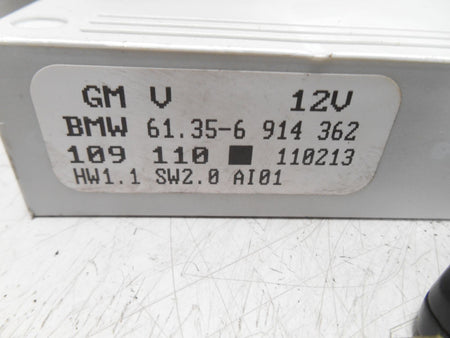 GM V 12V
BMW 61.35-6 914 362
109 110 ■ 110213
HW1.1 SW2.0 AI01